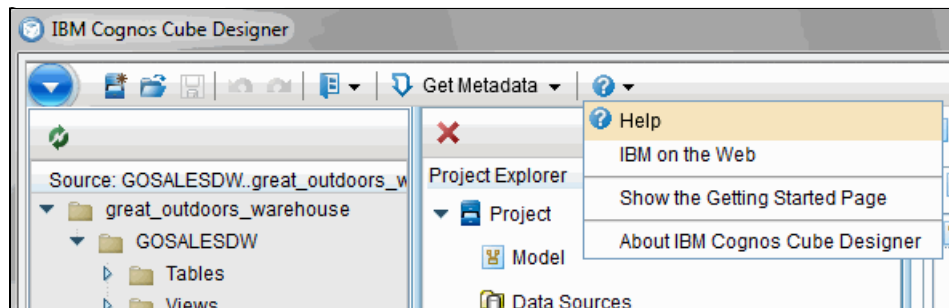 IBM Cognos Cube Designer
Get Metadata
Help
IBM on the Web
Show the Getting Started Page
About IBM Cognos Cube Designer
Source: GOSALESDW..great_outdoors_w
great_outdoors_warehouse
GOSALESDW
Tables
Views
Project Explorer
Project
Model
Data Sources